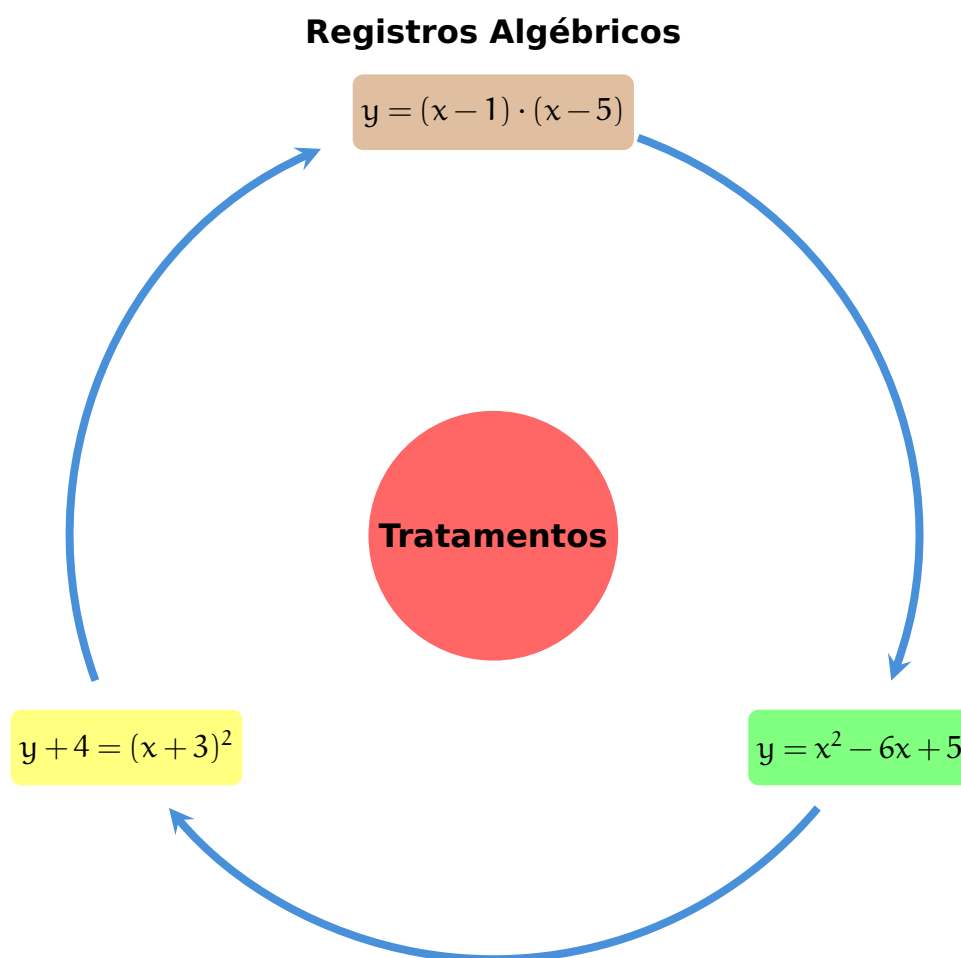 Registros Algébricos
y = (x − 1) · (x − 5)
Tratamentos
y + 4 = (x + 3)²
y = x² − 6x + 5